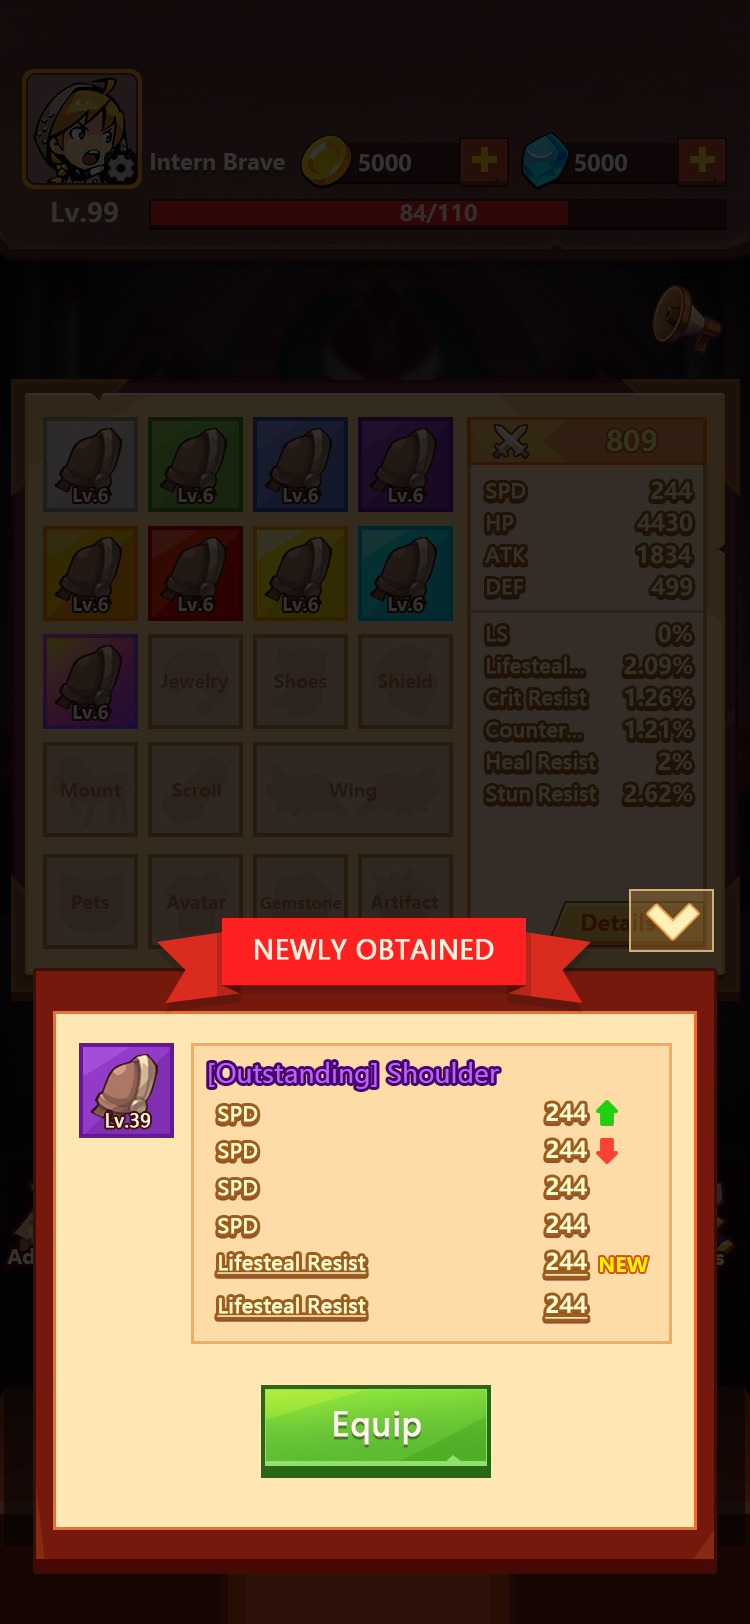 Intern Brave
5000
5000
Lv.99
84/110
Lv.6
Lv.6
Lv.6
Lv.6
809
SPD 244
HP 4430
ATK 1834
DEF 499
Lv.6
Lv.6
Lv.6
Lv.6
LS 0%
Lifesteal... 2.09%
Crit Resist 1.26%
Counter... 1.21%
Heal Resist 2%
Stun Resist 2.62%
Lv.6
Jewelry
Shoes
Shield
Mount
Scroll
Wing
Pets
Avatar
Gemstone
Artifact
Details
NEWLY OBTAINED
Lv.39
[Outstanding] Shoulder
SPD 244
SPD 244
SPD 244
SPD 244
Lifesteal Resist 244 NEW
Lifesteal Resist 244
Ad
s
Equip